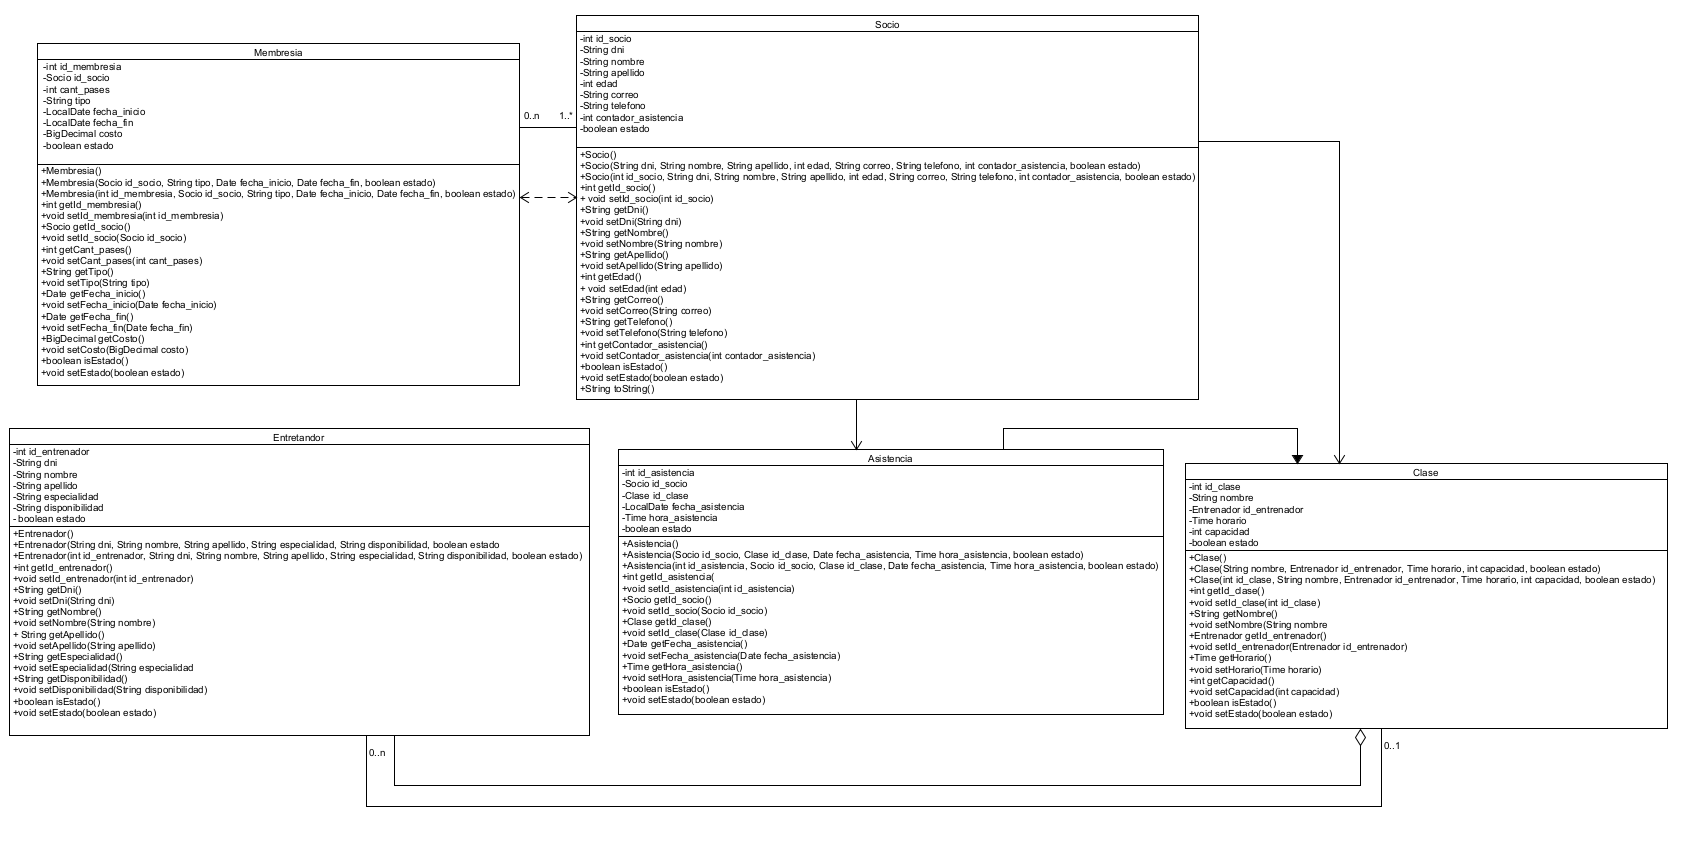 Membresia
-int id_membresia
-Socio id_socio
-int cant_pases
-String tipo
-LocalDate fecha_inicio
-LocalDate fecha_fin
-BigDecimal costo
-boolean estado
+Membresia()
+Membresia(Socio id_socio, String tipo, Date fecha_inicio, Date fecha_fin, boolean estado)
+Membresia(int id_membresia, Socio id_socio, String tipo, Date fecha_inicio, Date fecha_fin, boolean estado)
+int getId_membresia()
+void setId_membresia(int id_membresia)
+Socio getId_socio()
+void setId_socio(Socio id_socio)
+int getCant_pases()
+void setCant_pases(int cant_pases)
+String getTipo()
+void setTipo(String tipo)
+Date getFecha_inicio()
+void setFecha_inicio(Date fecha_inicio)
+Date getFecha_fin()
+void setFecha_fin(Date fecha_fin)
+BigDecimal getCosto()
+void setCosto(BigDecimal costo)
+boolean isEstado()
+void setEstado(boolean estado)
0..n
1..*
Socio
-int id_socio
-String dni
-String nombre
-String apellido
-int edad
-String correo
-String telefono
-int contador_asistencia
-boolean estado
+Socio()
+Socio(String dni, String nombre, String apellido, int edad, String correo, String telefono, int contador_asistencia, boolean estado)
+Socio(int id_socio, String dni, String nombre, String apellido, int edad, String correo, String telefono, int contador_asistencia, boolean estado)
+int getId_socio()
+ void setId_socio(int id_socio)
+String getDni()
+void setDni(String dni)
+String getNombre()
+void setNombre(String nombre)
+String getApellido()
+void setApellido(String apellido)
+int getEdad()
+ void setEdad(int edad)
+String getCorreo()
+void setCorreo(String correo)
+String getTelefono()
+void setTelefono(String telefono)
+int getContador_asistencia()
+void setContador_asistencia(int contador_asistencia)
+boolean isEstado()
+void setEstado(boolean estado)
+String toString()
Entretandor
-int id_entrenador
-String dni
-String nombre
-String apellido
-String especialidad
-String disponibilidad
- boolean estado
+Entrenador()
+Entrenador(String dni, String nombre, String apellido, String especialidad, String disponibilidad, boolean estado
+Entrenador(int id_entrenador, String dni, String nombre, String apellido, String especialidad, String disponibilidad, boolean estado)
+int getId_entrenador()
+void setId_entrenador(int id_entrenador)
+String getDni()
+void setDni(String dni)
+String getNombre()
+void setNombre(String nombre)
+ String getApellido()
+void setApellido(String apellido)
+String getEspecialidad()
+void setEspecialidad(String especialidad
+String getDisponibilidad()
+void setDisponibilidad(String disponibilidad)
+boolean isEstado()
+void setEstado(boolean estado)
0..n
Asistencia
-int id_asistencia
-Socio id_socio
-Clase id_clase
-LocalDate fecha_asistencia
-Time hora_asistencia
-boolean estado
+Asistencia()
+Asistencia(Socio id_socio, Clase id_clase, Date fecha_asistencia, Time hora_asistencia, boolean estado)
+Asistencia(int id_asistencia, Socio id_socio, Clase id_clase, Date fecha_asistencia, Time hora_asistencia, boolean estado)
+int getId_asistencia(
+void setId_asistencia(int id_asistencia)
+Socio getId_socio()
+void setId_socio(Socio id_socio)
+Clase getId_clase()
+void setId_clase(Clase id_clase)
+Date getFecha_asistencia()
+void setFecha_asistencia(Date fecha_asistencia)
+Time getHora_asistencia()
+void setHora_asistencia(Time hora_asistencia)
+boolean isEstado()
+void setEstado(boolean estado)
Clase
-int id_clase
-String nombre
-Entrenador id_entrenador
-Time horario
-int capacidad
-boolean estado
+Clase()
+Clase(String nombre, Entrenador id_entrenador, Time horario, int capacidad, boolean estado)
+Clase(int id_clase, String nombre, Entrenador id_entrenador, Time horario, int capacidad, boolean estado)
+int getId_clase()
+void setId_clase(int id_clase)
+String getNombre()
+void setNombre(String nombre
+Entrenador getId_entrenador()
+void setId_entrenador(Entrenador id_entrenador)
+Time getHorario()
+void setHorario(Time horario)
+int getCapacidad()
+void setCapacidad(int capacidad)
+boolean isEstado()
+void setEstado(boolean estado)
0..1